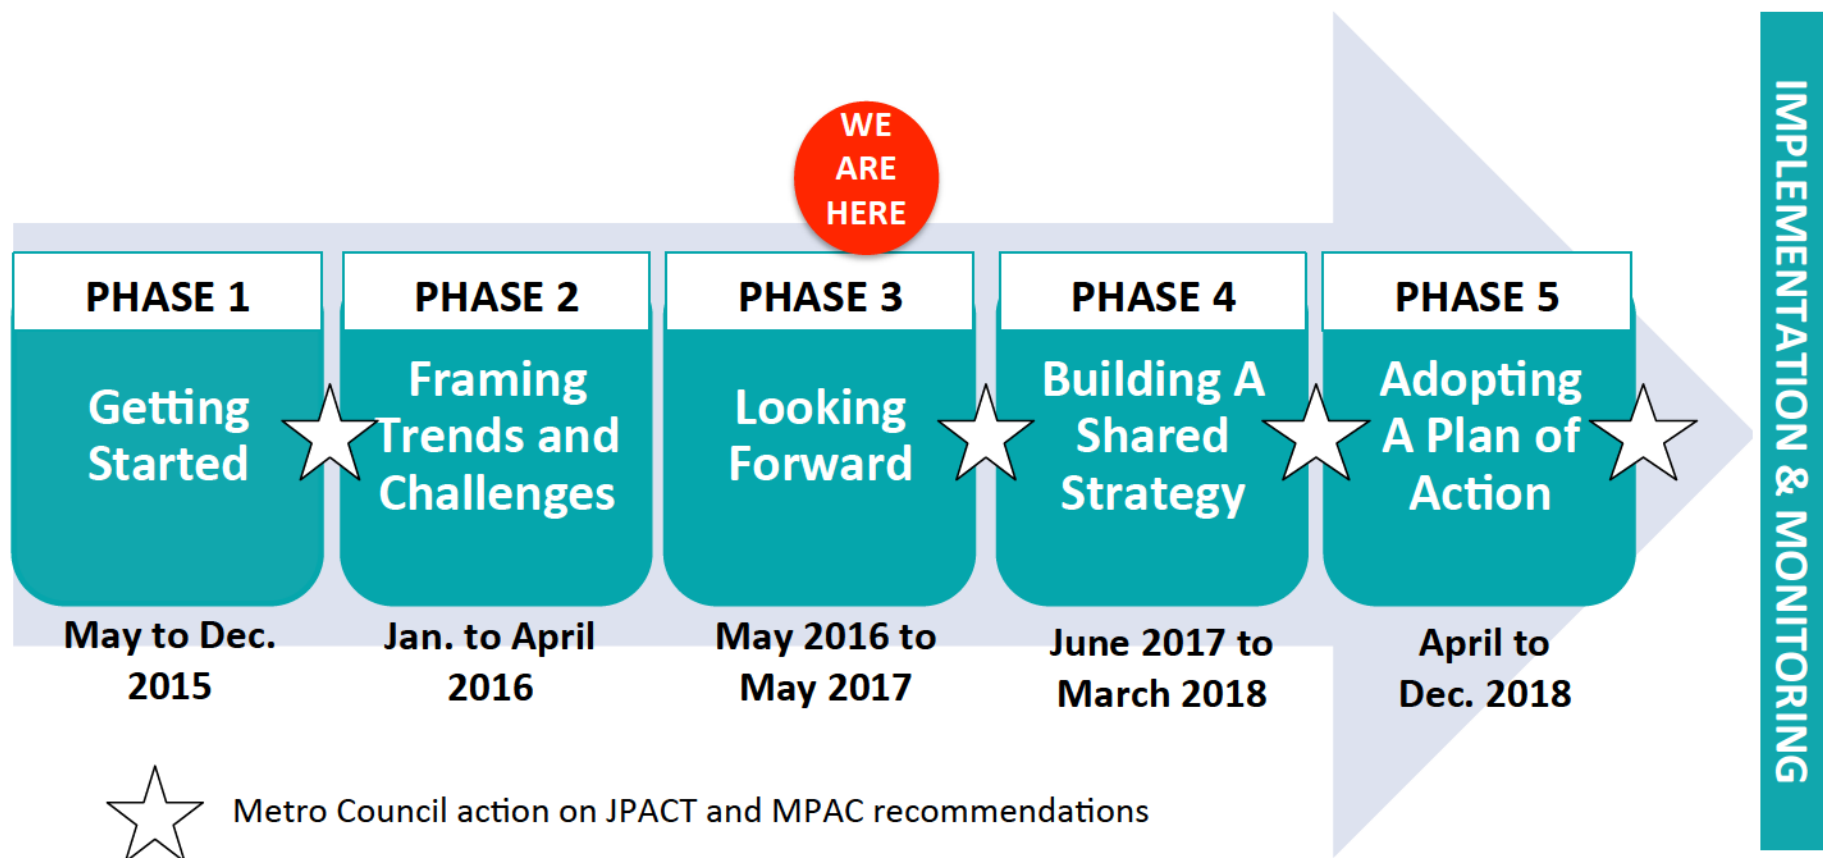 WE
ARE
HERE
PHASE 1
Getting
Started
May to Dec.
2015
PHASE 2
Framing
Trends and
Challenges
Jan. to April
2016
PHASE 3
Looking
Forward
May 2016 to
May 2017
PHASE 4
Building A
Shared
Strategy
June 2017 to
March 2018
PHASE 5
Adopting
A Plan of
Action
April to
Dec. 2018
IMPLEMENTATION & MONITORING
Metro Council action on JPACT and MPAC recommendations